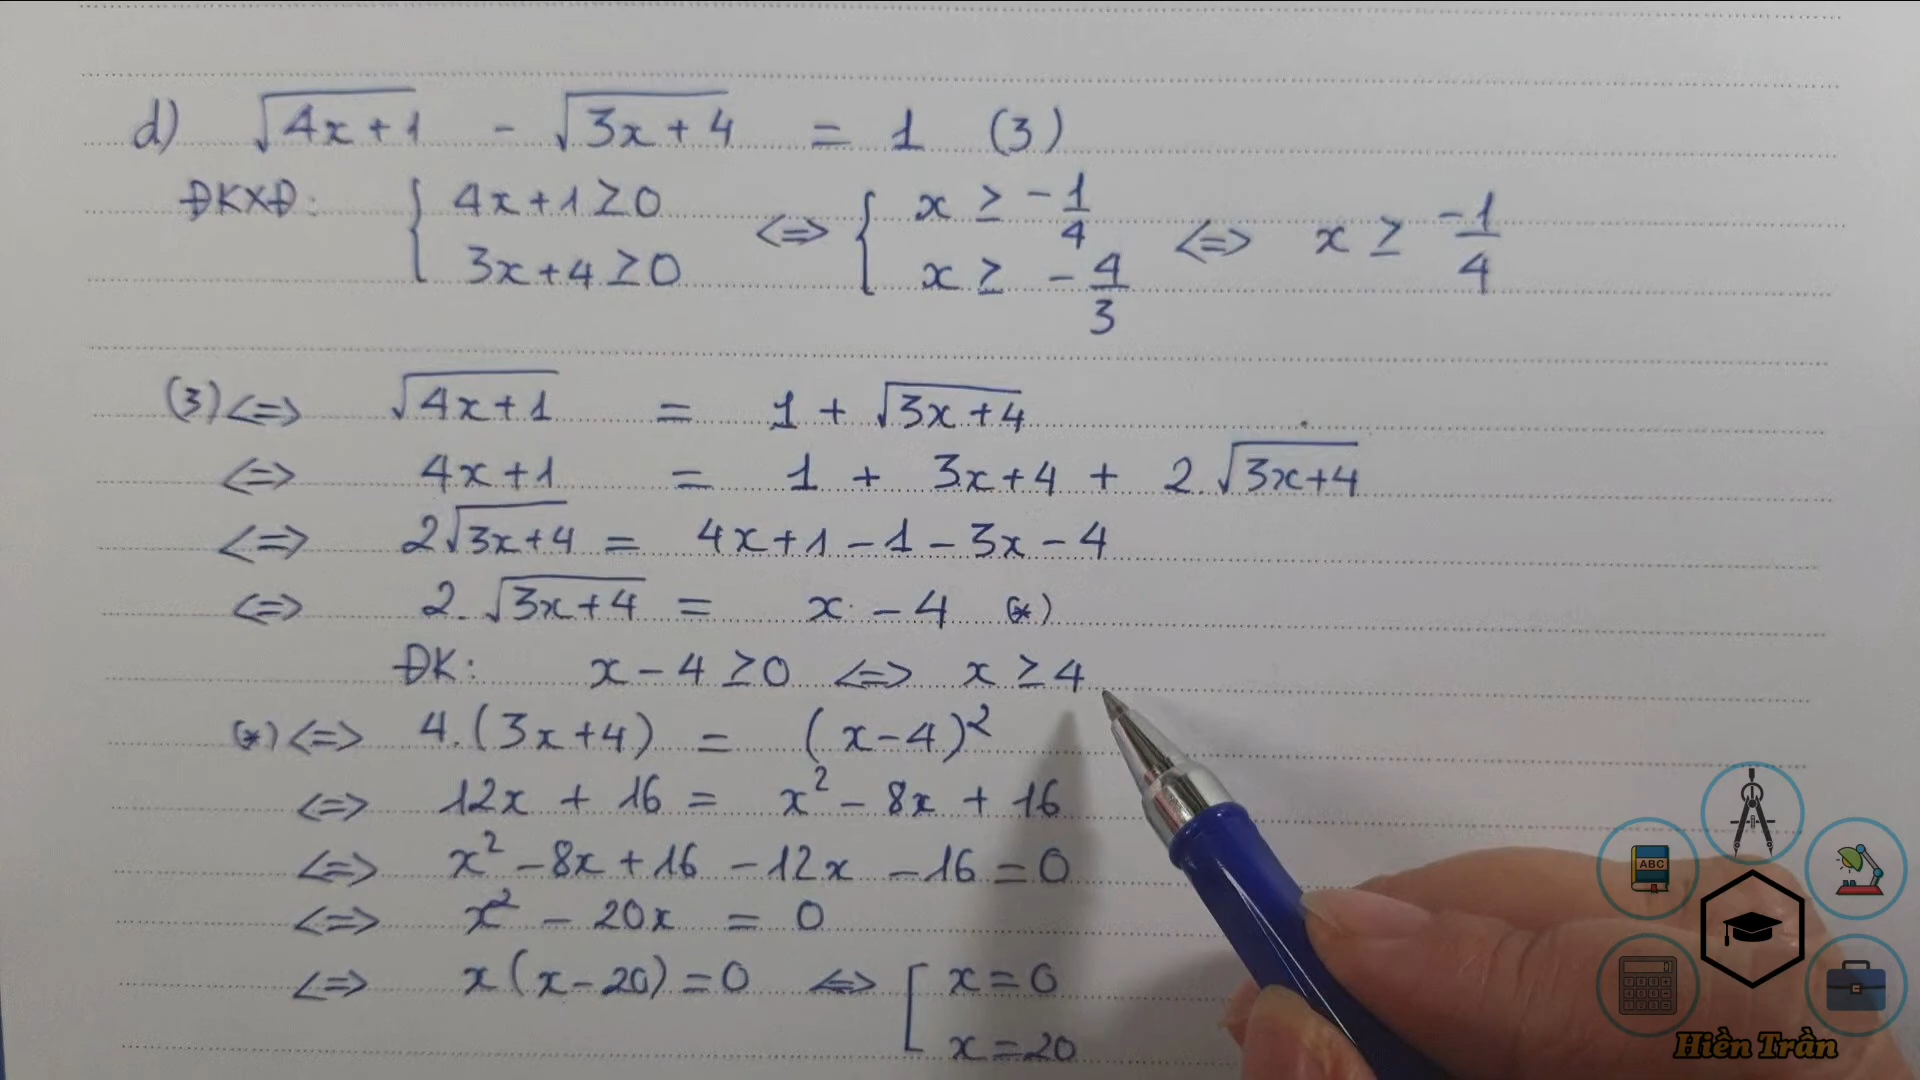 d) √(4x+1) - √(3x+4) = 1 (3)
ĐKXĐ: { 4x+1 ≥ 0 <=> { x ≥ -1/4 <=> x ≥ -1/4
3x+4 ≥ 0 x ≥ -4/3
(3) <=> √(4x+1) = 1 + √(3x+4)
<=> 4x+1 = 1 + 3x+4 + 2.√(3x+4)
<=> 2√(3x+4) = 4x+1-1-3x-4
<=> 2.√(3x+4) = x-4 (*)
ĐK: x-4 ≥ 0 <=> x ≥ 4
(*) <=> 4.(3x+4) = (x-4)²
<=> 12x + 16 = x² - 8x + 16
<=> x² - 8x + 16 - 12x - 16 = 0
<=> x² - 20x = 0
<=> x(x-20) = 0 <=> [ x = 0
x = 20
ABC
Hiền Trần